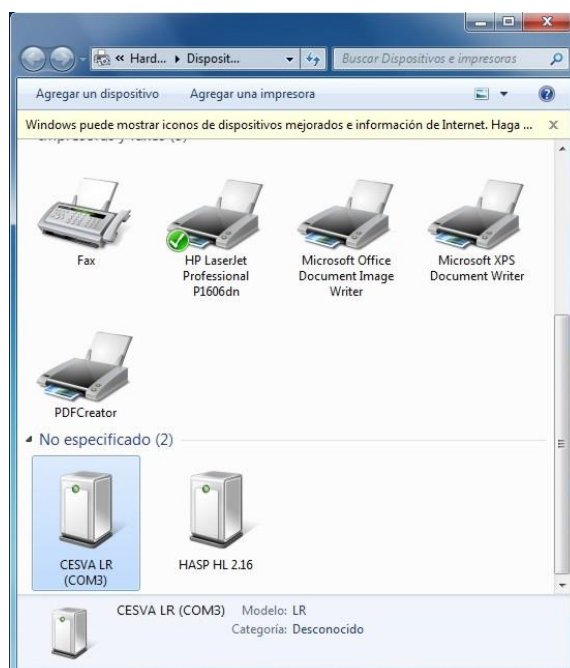 « Hard... ▸ Disposit...
Buscar Dispositivos e impresoras
Agregar un dispositivo Agregar una impresora
Windows puede mostrar iconos de dispositivos mejorados e información de Internet. Haga ...
Fax
HP LaserJet
Professional
P1606dn
Microsoft Office
Document Image
Writer
Microsoft XPS
Document Writer
PDFCreator
No especificado (2)
CESVA LR
(COM3)
HASP HL 2.16
CESVA LR (COM3) Modelo: LR
Categoría: Desconocido